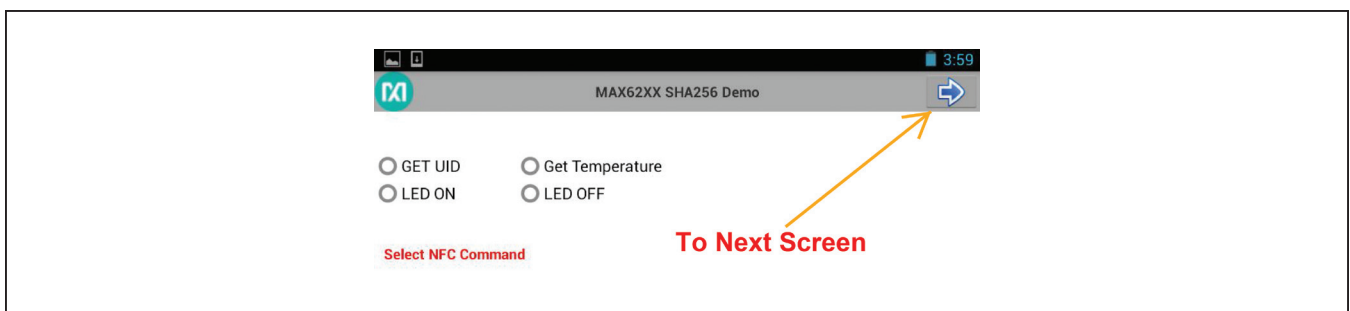 3:59
MAX62XX SHA256 Demo
GET UID Get Temperature
LED ON LED OFF
To Next Screen
Select NFC Command